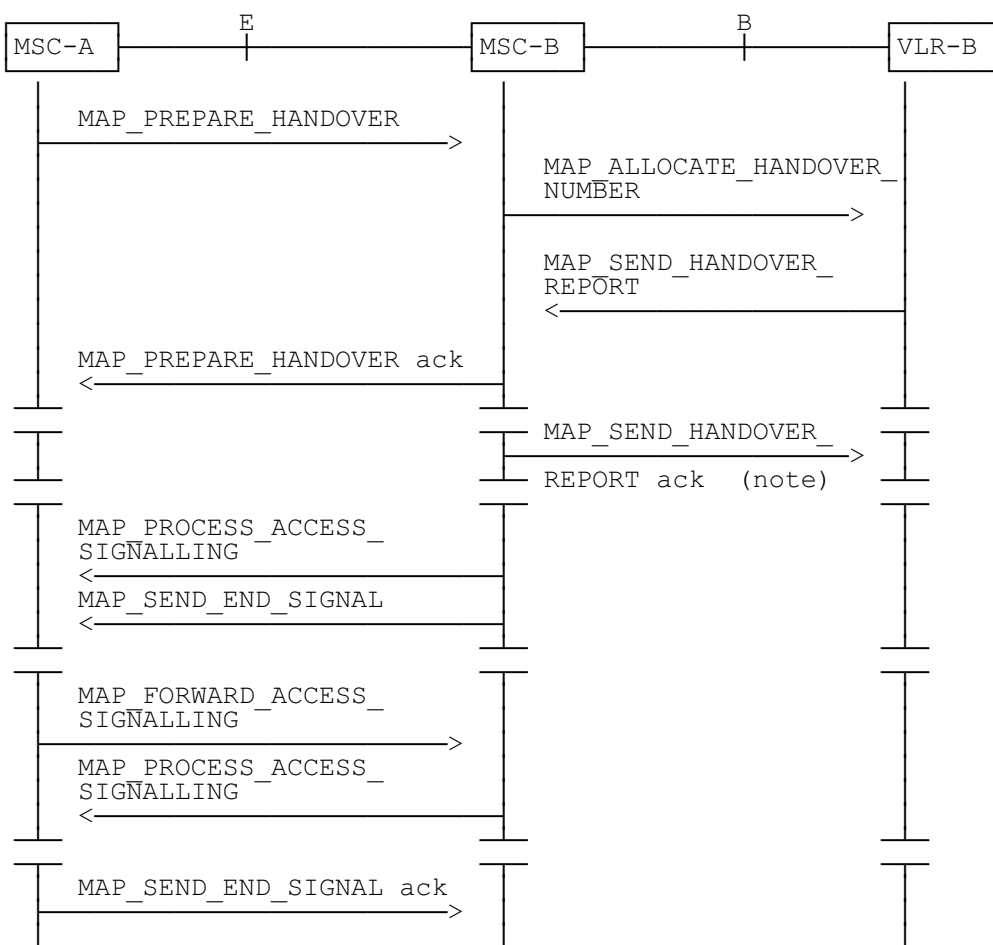 E B
MSC-A MSC-B VLR-B
MAP_PREPARE_HANDOVER
MAP_ALLOCATE_HANDOVER_
NUMBER
MAP_SEND_HANDOVER_
REPORT
MAP_PREPARE_HANDOVER ack
MAP_SEND_HANDOVER_
REPORT ack (note)
MAP_PROCESS_ACCESS_
SIGNALLING
MAP_SEND_END_SIGNAL
MAP_FORWARD_ACCESS_
SIGNALLING
MAP_PROCESS_ACCESS_
SIGNALLING
MAP_SEND_END_SIGNAL ack